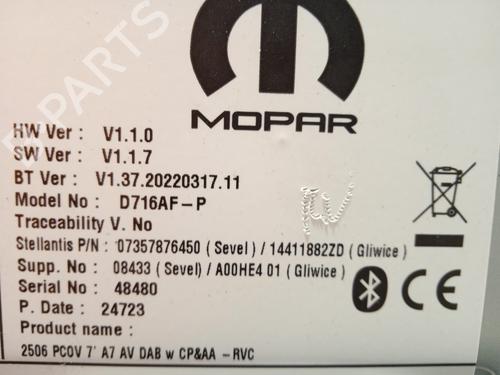 MOPAR
HW Ver : V1.1.0
SW Ver : V1.1.7
BT Ver : V1.37.20220317.11
Model No : D716AF-P
Traceability V. No
Stellantis P/N : 07357876450 ( Sevel ) / 14411882ZD ( Gliwice )
Supp. No : 08433 ( Sevel ) / A00HE4 01 ( Gliwice )
Serial No : 48480
P. Date : 24723
Product name :
2506 PCOV 7' A7 AV DAB w CP&AA -RVC
CE